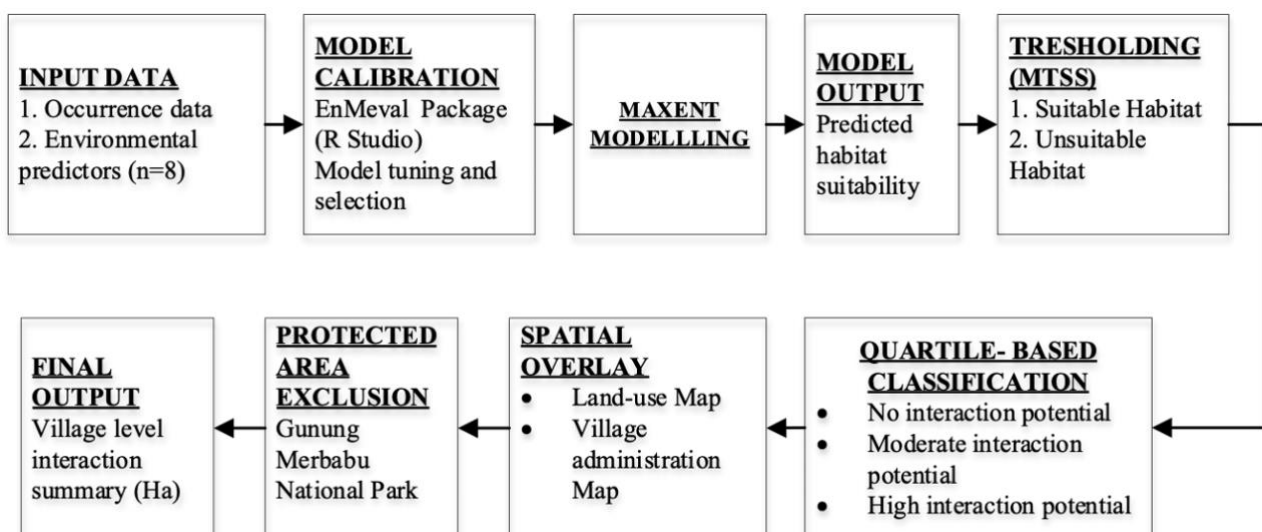 INPUT DATA
1. Occurrence data
2. Environmental
predictors (n=8)
MODEL
CALIBRATION
EnMeval Package
(R Studio)
Model tuning and
selection
MAXENT
MODELLLING
MODEL
OUTPUT
Predicted
habitat
suitability
TRESHOLDING
(MTSS)
1. Suitable Habitat
2. Unsuitable
Habitat
QUARTILE- BASED
CLASSIFICATION
• No interaction potential
• Moderate interaction
potential
• High interaction potential
SPATIAL
OVERLAY
• Land-use Map
• Village
administration
Map
PROTECTED
AREA
EXCLUSION
Gunung
Merbabu
National Park
FINAL
OUTPUT
Village level
interaction
summary (Ha)